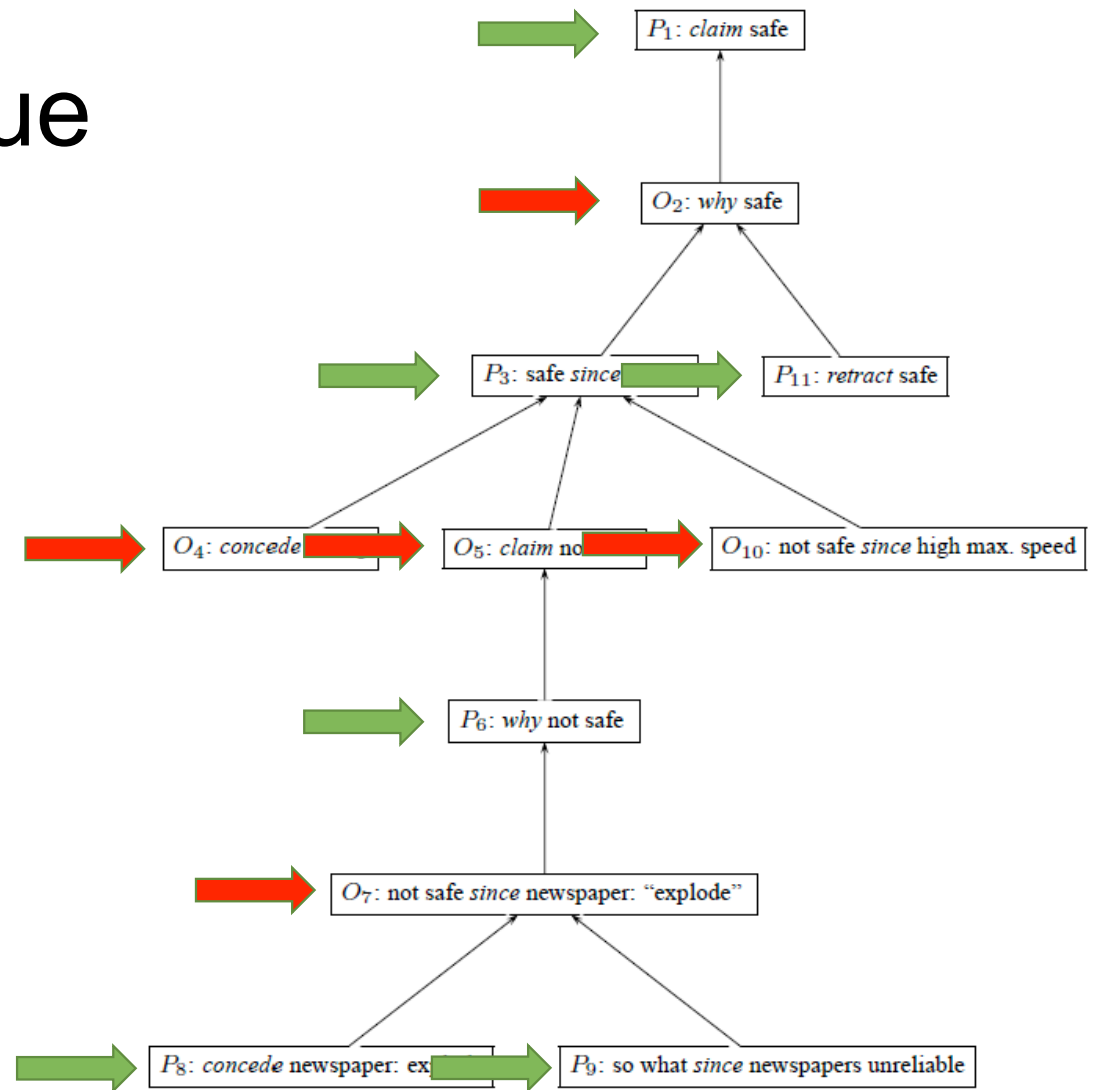 ue
P₁: claim safe
O₂: why safe
P₃: safe since
P₁₁: retract safe
O₄: concede
O₅: claim no
O₁₀: not safe since high max. speed
P₆: why not safe
O₇: not safe since newspaper: “explode”
P₈: concede newspaper: ex
P₉: so what since newspapers unreliable